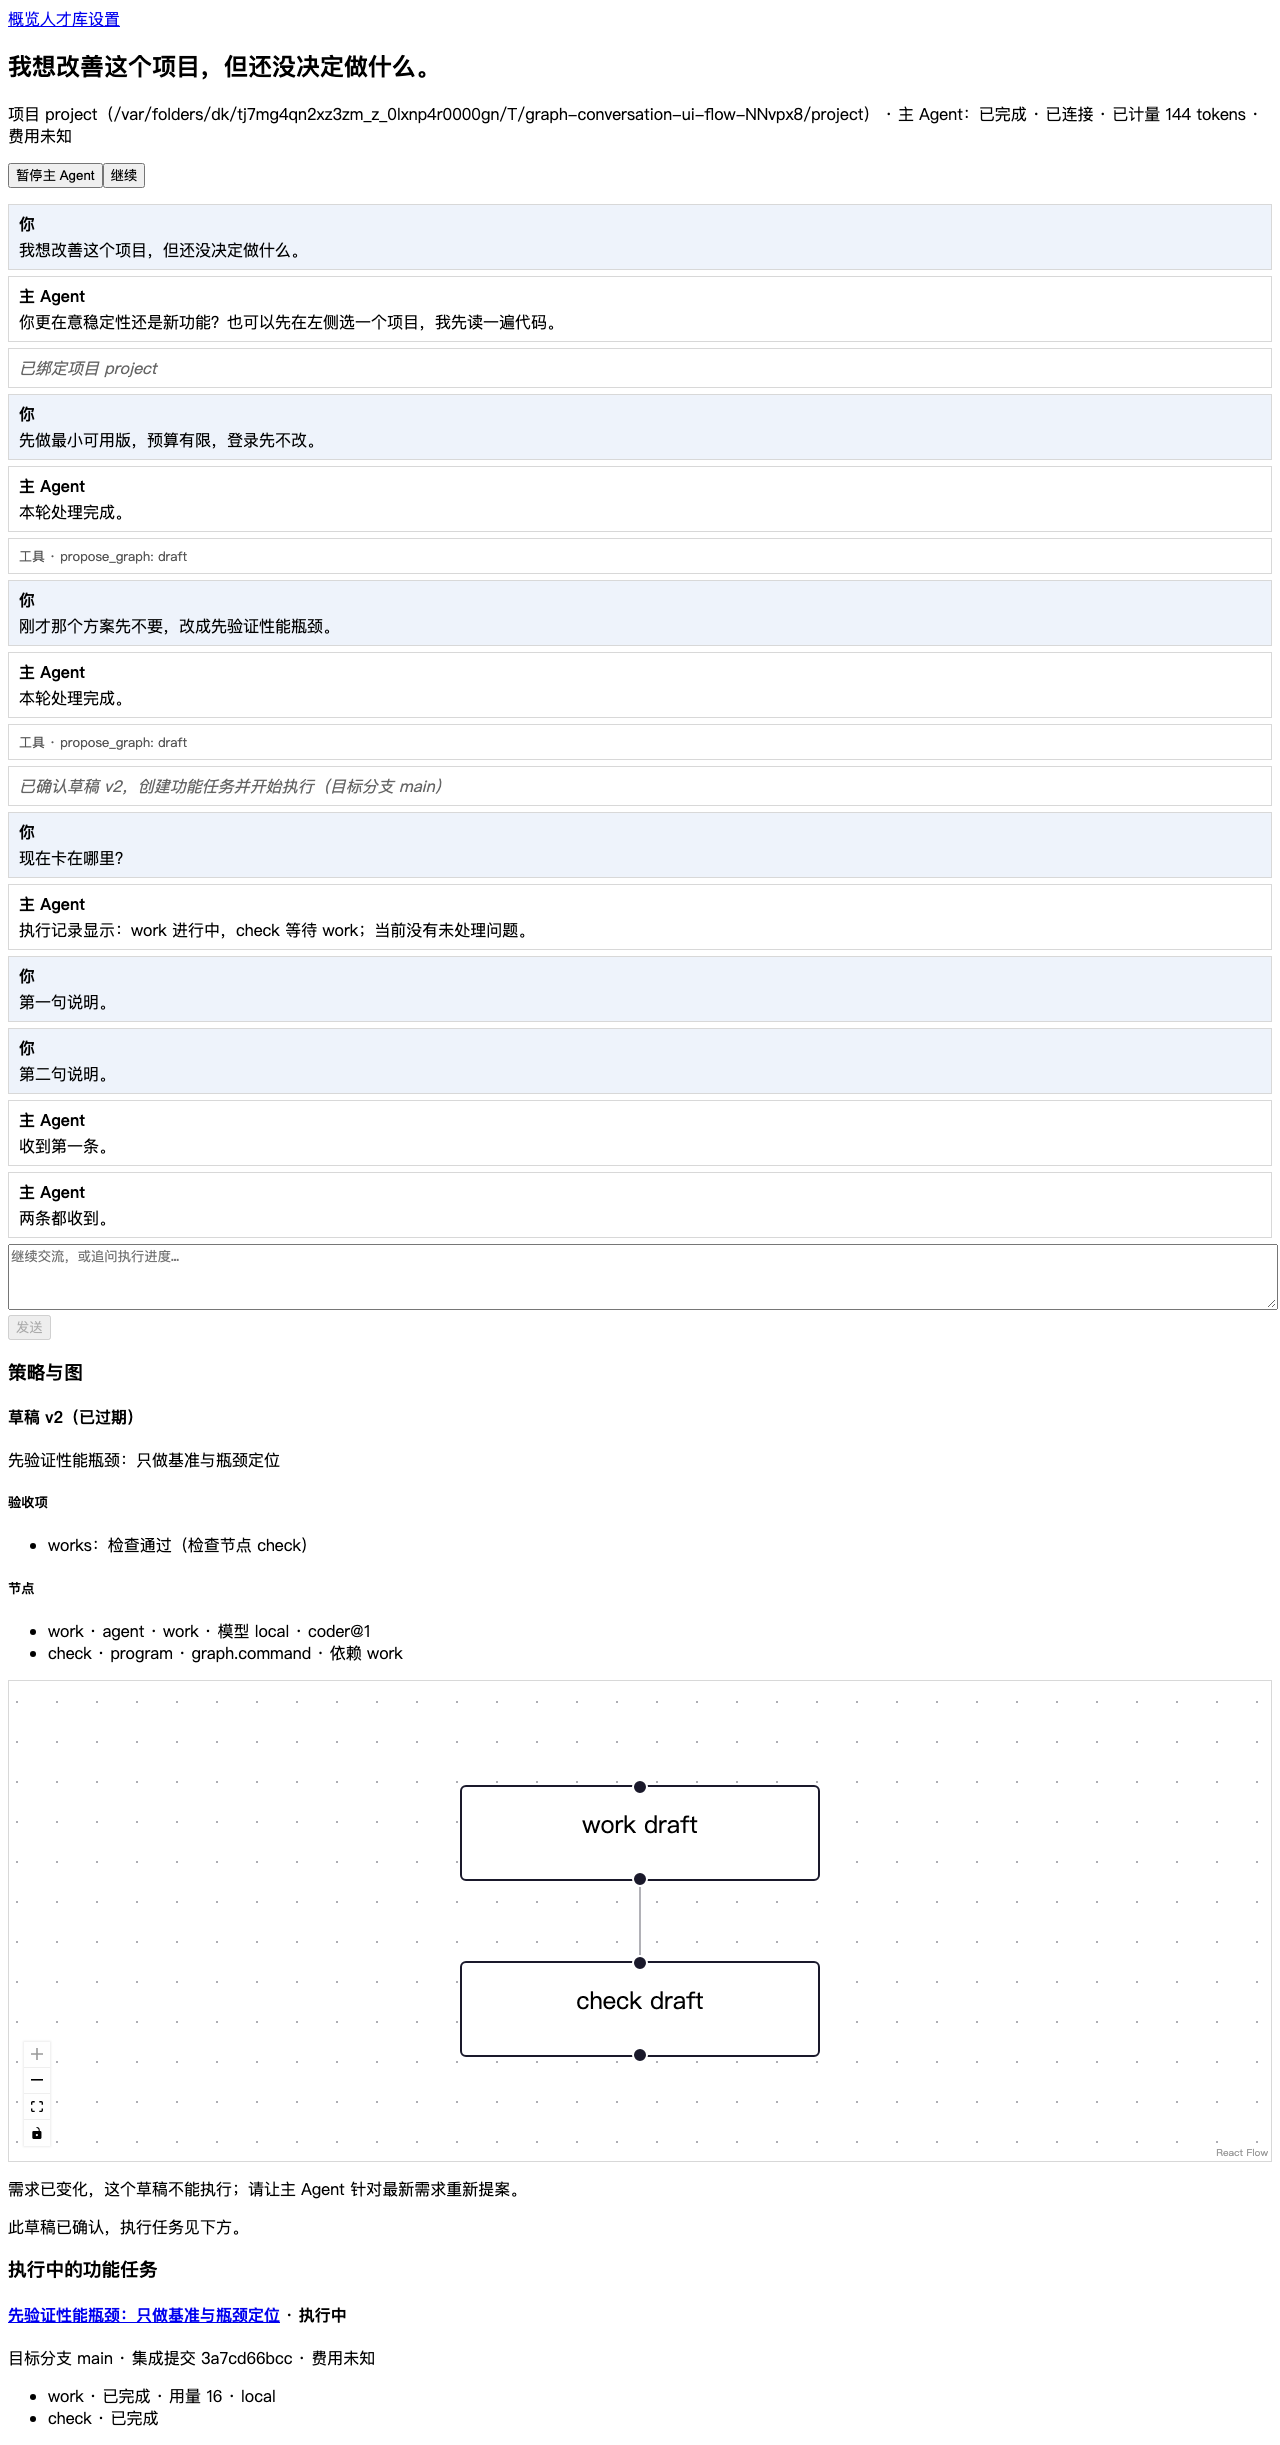 概览人才库设置
我想改善这个项目，但还没决定做什么。
项目 project（/var/folders/dk/tj7mg4qn2xz3zm_z_0lxnp4r0000gn/T/graph-conversation-ui-flow-NNvpx8/project） · 主 Agent：已完成 · 已连接 · 已计量 144 tokens ·
费用未知
暂停主 Agent 继续
你
我想改善这个项目，但还没决定做什么。
主 Agent
你更在意稳定性还是新功能？也可以先在左侧选一个项目，我先读一遍代码。
已绑定项目 project
你
先做最小可用版，预算有限，登录先不改。
主 Agent
本轮处理完成。
工具 · propose_graph: draft
你
刚才那个方案先不要，改成先验证性能瓶颈。
主 Agent
本轮处理完成。
工具 · propose_graph: draft
已确认草稿 v2，创建功能任务并开始执行（目标分支 main）
你
现在卡在哪里？
主 Agent
执行记录显示：work 进行中，check 等待 work；当前没有未处理问题。
你
第一句说明。
你
第二句说明。
主 Agent
收到第一条。
主 Agent
两条都收到。
继续交流，或追问执行进度…
发送
策略与图
草稿 v2（已过期）
先验证性能瓶颈：只做基准与瓶颈定位
验收项
• works：检查通过（检查节点 check）
节点
• work · agent · work · 模型 local · coder@1
• check · program · graph.command · 依赖 work
work draft
check draft
React Flow
需求已变化，这个草稿不能执行；请让主 Agent 针对最新需求重新提案。
此草稿已确认，执行任务见下方。
执行中的功能任务
先验证性能瓶颈：只做基准与瓶颈定位 · 执行中
目标分支 main · 集成提交 3a7cd66bcc · 费用未知
• work · 已完成 · 用量 16 · local
• check · 已完成